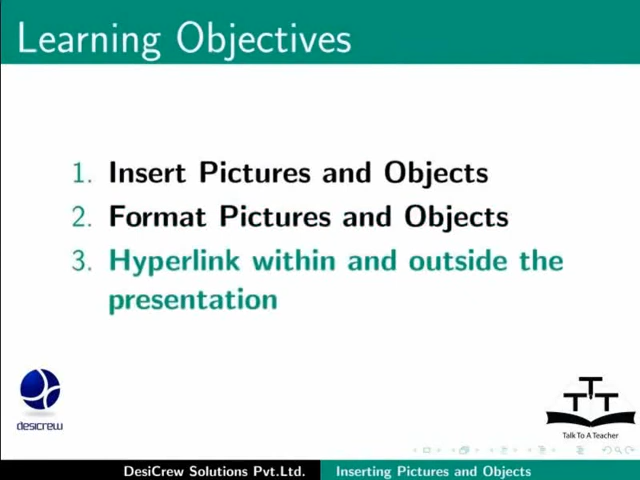 Learning Objectives
1. Insert Pictures and Objects
2. Format Pictures and Objects
3. Hyperlink within and outside the
presentation
desicrew
TTT
Talk To A Teacher
DesiCrew Solutions Pvt.Ltd. Inserting Pictures and Objects